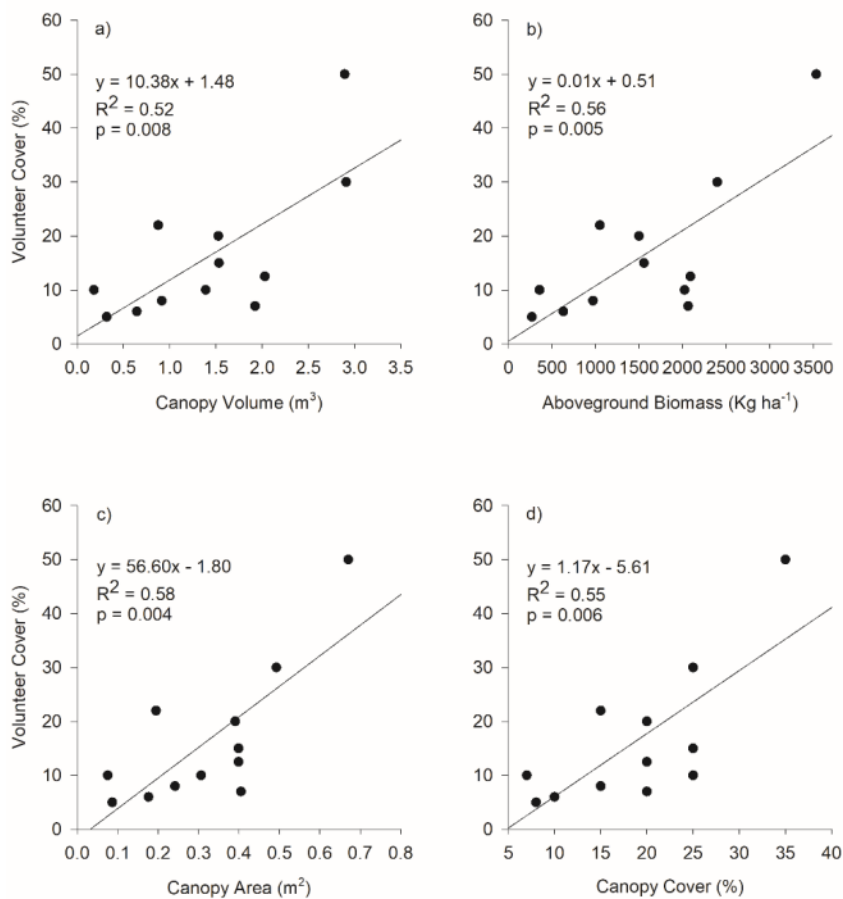 a)
y = 10.38x + 1.48
R² = 0.52
p = 0.008
60
50
40
30
20
10
0
Volunteer Cover (%)
0.0 0.5 1.0 1.5 2.0 2.5 3.0 3.5
Canopy Volume (m³)
b)
y = 0.01x + 0.51
R² = 0.56
p = 0.005
60
50
40
30
20
10
0
0 500 1000 1500 2000 2500 3000 3500
Aboveground Biomass (Kg ha⁻¹)
c)
y = 56.60x - 1.80
R² = 0.58
p = 0.004
60
50
40
30
20
10
0
Volunteer Cover (%)
0.0 0.1 0.2 0.3 0.4 0.5 0.6 0.7 0.8
Canopy Area (m²)
d)
y = 1.17x - 5.61
R² = 0.55
p = 0.006
60
50
40
30
20
10
0
5 10 15 20 25 30 35 40
Canopy Cover (%)